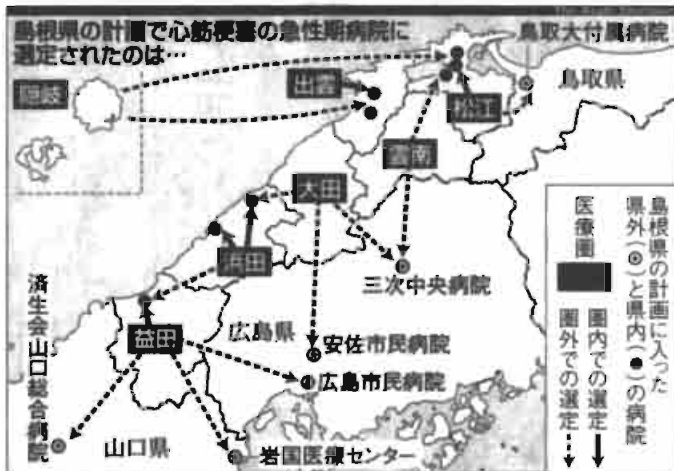 島根県の計画で心筋梗塞の急性期病院に
選定されたのは…
鳥取大付属病院
隠岐
出雲
松江
鳥取県
雲南
大田
浜田
三次中央病院
益田
広島県
安佐市民病院
広島市民病院
済生会山口
総合病院
山口県
岩国医療センター
島根県の計画に入った
県外(◎)と県内(●)の病院
医療圏
圏内での選定
圏外での選定